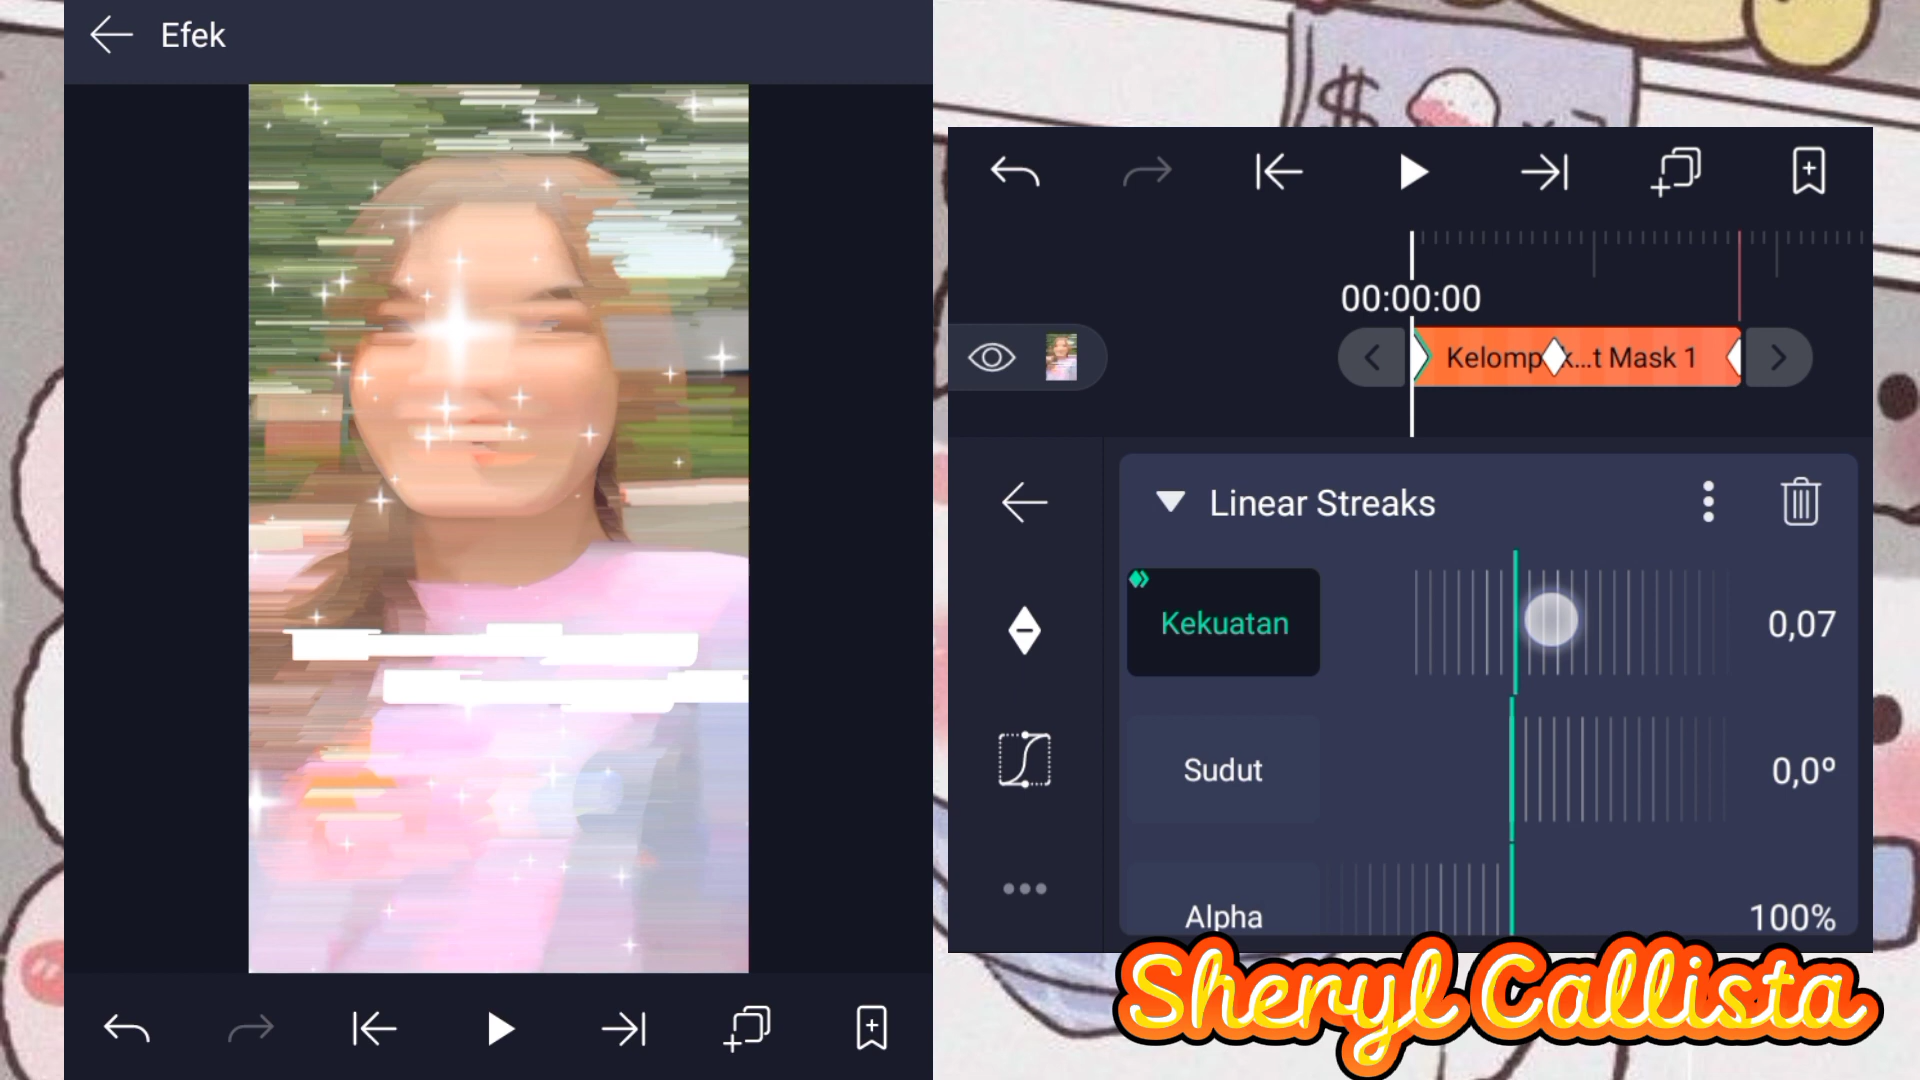 Efek
$
00:00:00
Kelomp k...t Mask 1
Linear Streaks
Kekuatan
0,07
Sudut
0,0°
Alpha
100%
Sheryl Callista